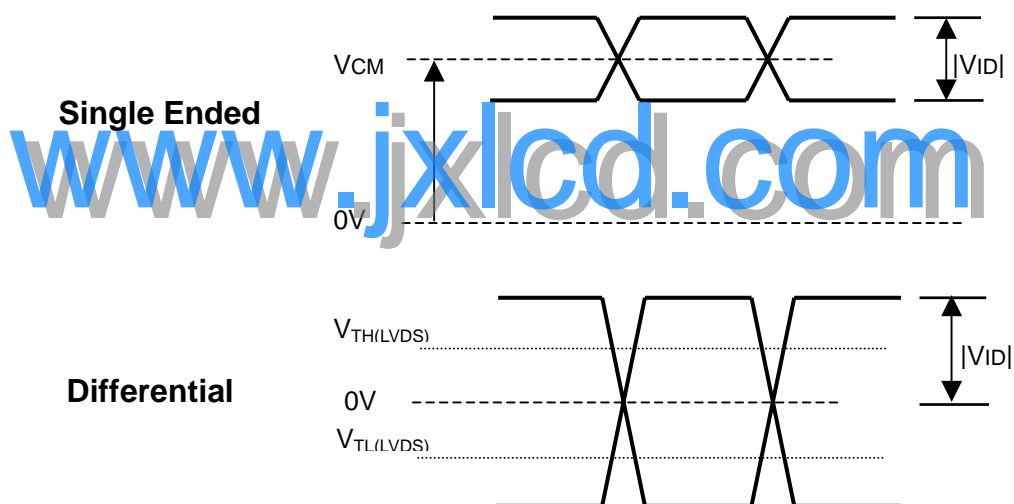 VCM
|VID|
Single Ended
www.jxlcd.com
0V
VTH(LVDS)
|VID|
Differential
0V
VTL(LVDS)